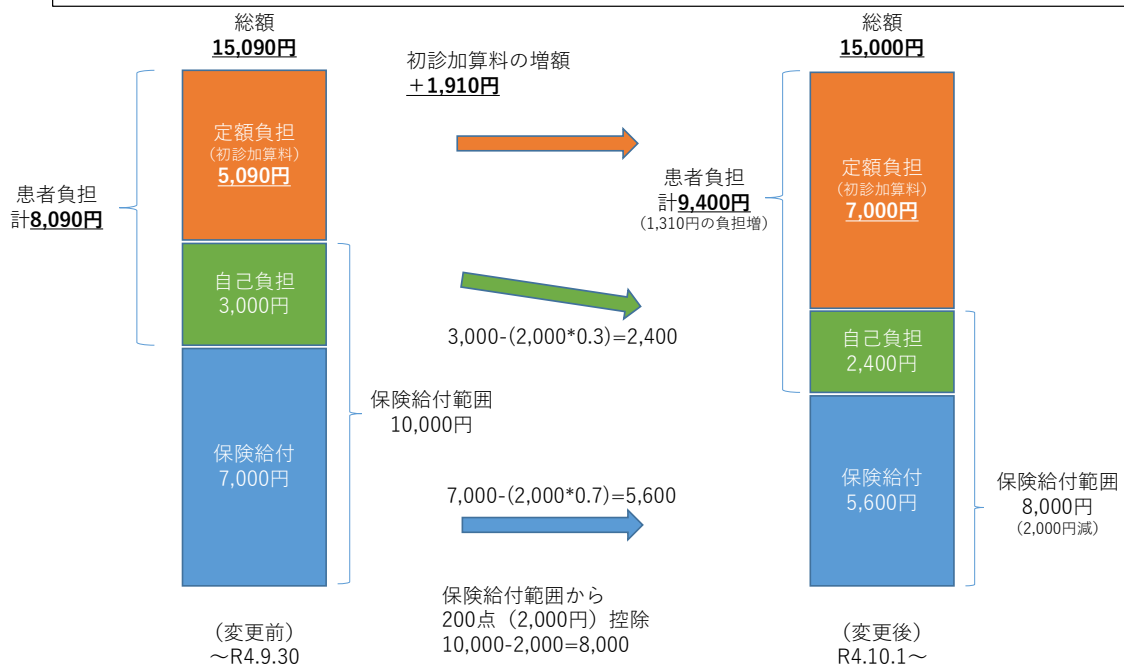 総額
15,090円
定額負担
(初診加算料)
5,090円
患者負担
計8,090円
自己負担
3,000円
保険給付
7,000円
保険給付範囲
10,000円
（変更前）
～R4.9.30
初診加算料の増額
＋1,910円
3,000-(2,000*0.3)=2,400
7,000-(2,000*0.7)=5,600
保険給付範囲から
200点（2,000円）控除
10,000-2,000=8,000
総額
15,000円
定額負担
(初診加算料)
7,000円
患者負担
計9,400円
(1,310円の負担増)
自己負担
2,400円
保険給付
5,600円
保険給付範囲
8,000円
(2,000円減)
（変更後）
R4.10.1～